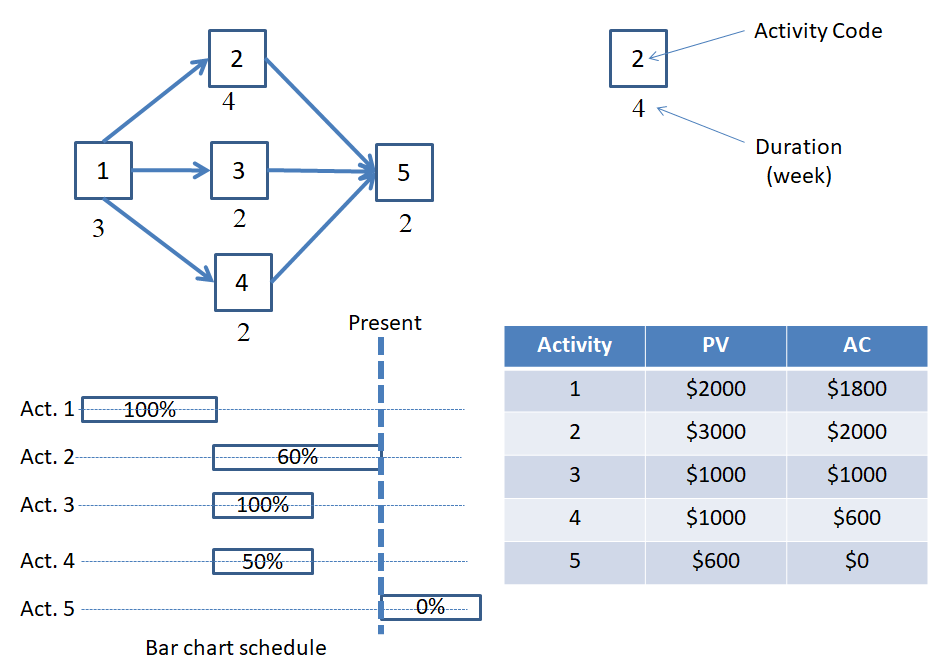 2
4
1
3
3
2
4
2
5
2
2
4
Activity Code
Duration
(week)
Present
Act. 1 100%
Act. 2 60%
Act. 3 100%
Act. 4 50%
Act. 5 0%
Bar chart schedule
Activity PV AC
1 $2000 $1800
2 $3000 $2000
3 $1000 $1000
4 $1000 $600
5 $600 $0